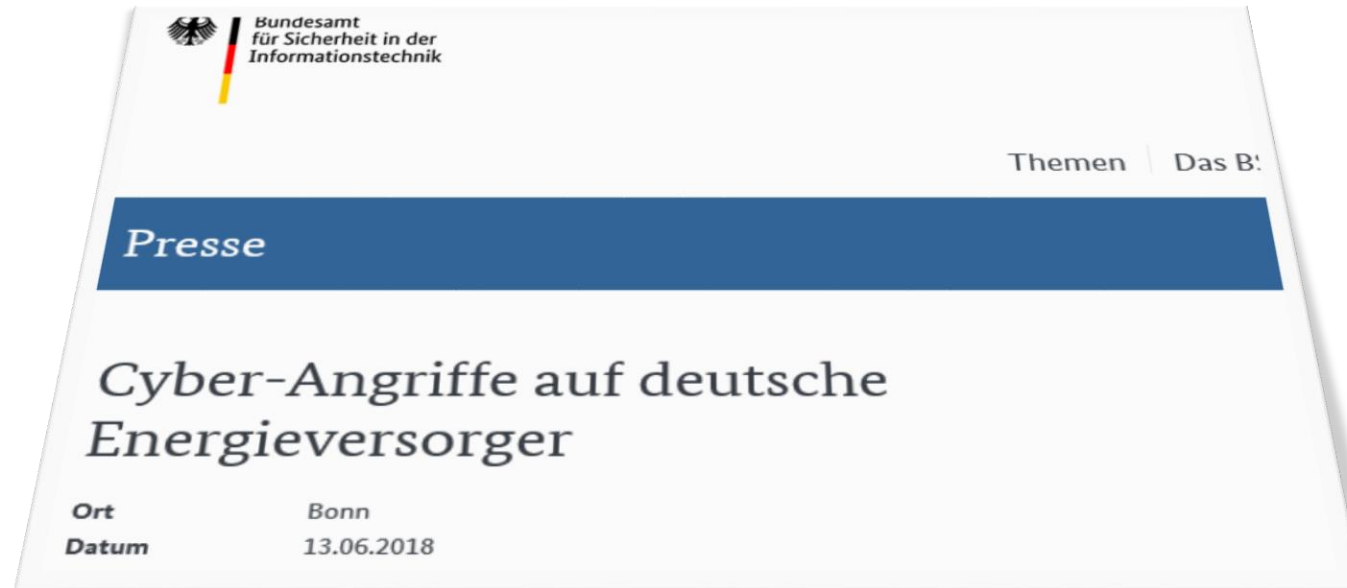 Bundesamt
für Sicherheit in der
Informationstechnik
Themen Das
Presse
Cyber-Angriffe auf deutsche
Energieversorger
Ort Bonn
Datum 13.06.2018